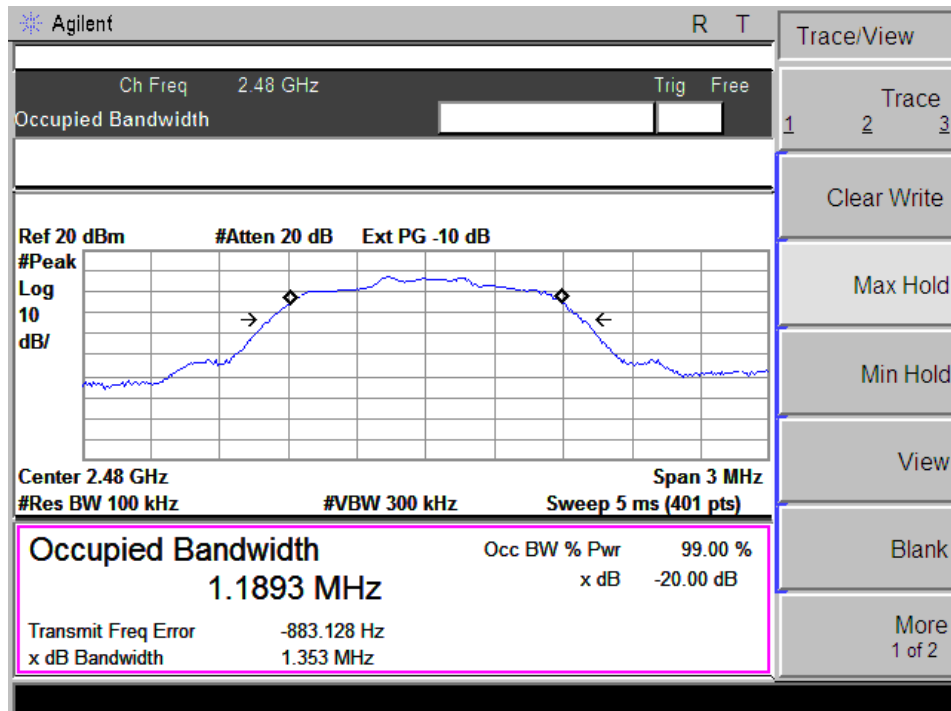 Agilent R T
Trace/View
Ch Freq 2.48 GHz Trig Free
Occupied Bandwidth
Trace
1 2 3
Clear Write
Max Hold
Min Hold
View
Blank
More
1 of 2
Ref 20 dBm #Atten 20 dB Ext PG -10 dB
#Peak
Log
10
dB/
Center 2.48 GHz Span 3 MHz
#Res BW 100 kHz #VBW 300 kHz Sweep 5 ms (401 pts)
Occupied Bandwidth Occ BW % Pwr 99.00 %
1.1893 MHz x dB -20.00 dB
Transmit Freq Error -883.128 Hz
x dB Bandwidth 1.353 MHz